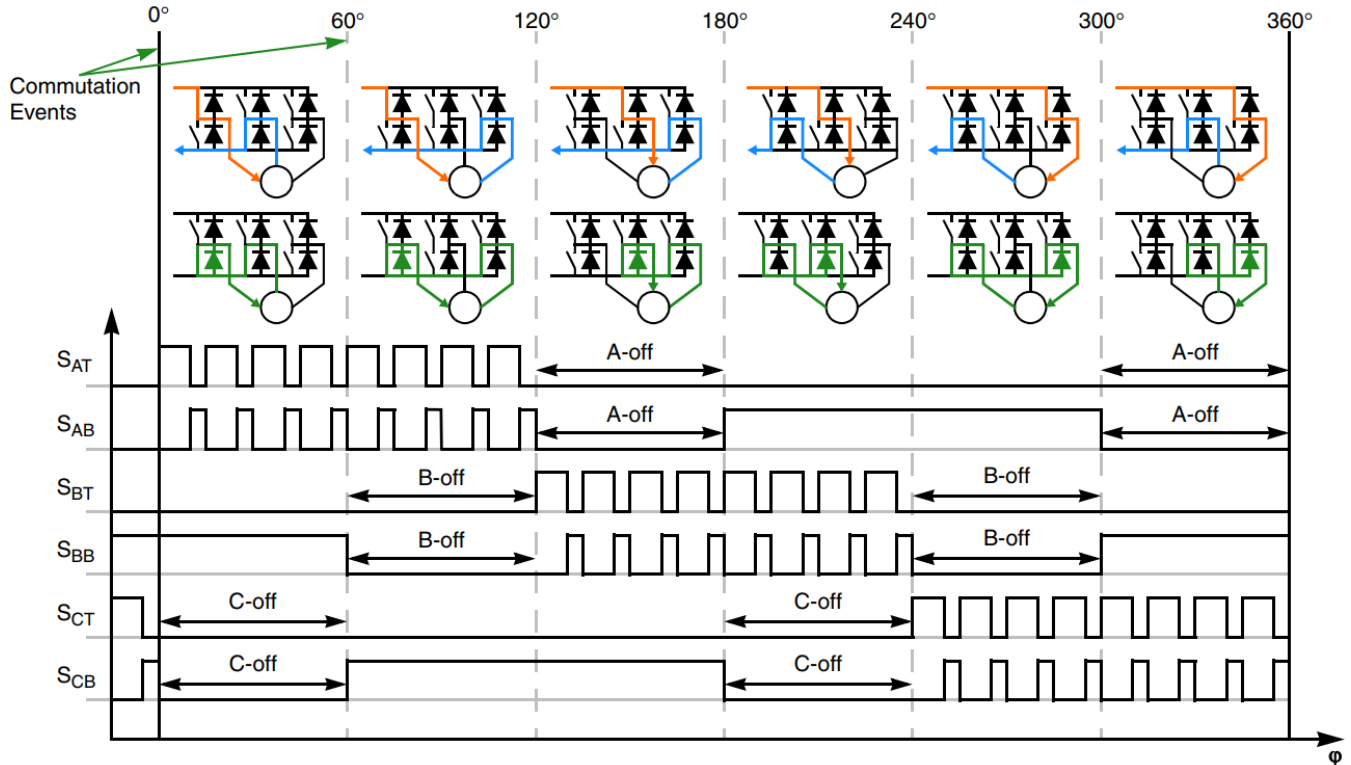 0° 60° 120° 180° 240° 300° 360°
Commutation
Events
S_AT A-off A-off
S_AB A-off A-off
S_BT B-off B-off
S_BB B-off B-off
S_CT C-off C-off
S_CB C-off C-off
φ